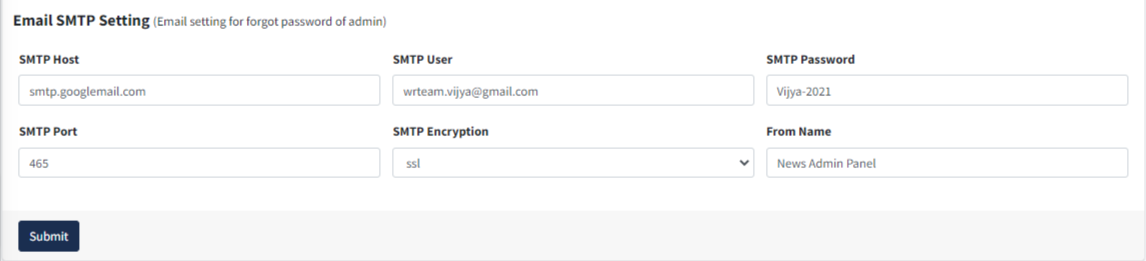 Email SMTP Setting (Email setting for forgot password of admin)
SMTP Host
SMTP User
SMTP Password
smtp.googlemail.com
wrteam.vijya@gmail.com
Vijya-2021
SMTP Port
SMTP Encryption
From Name
465
ssl
News Admin Panel
Submit